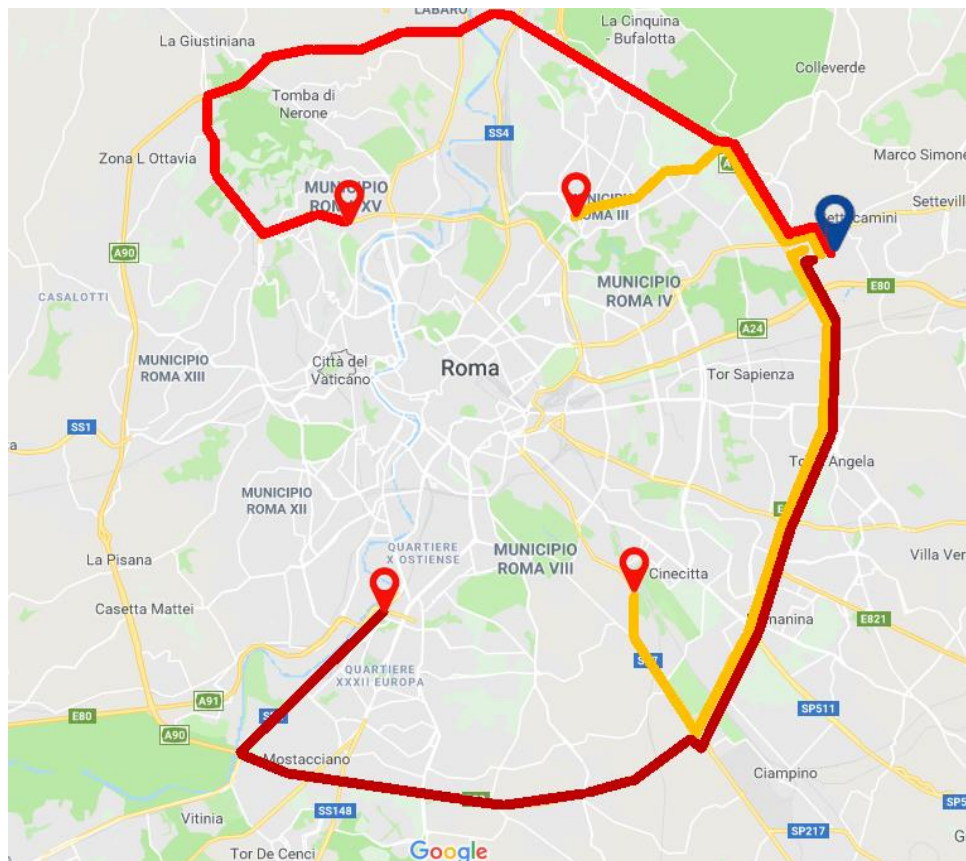 LABARO
La Cinquina
- Bufalotta
La Giustiniana
Colleverde
Tomba di
Nerone
SS4
Zona L Ottavia
Marco Simone
MUNICIPIO
ROMA XV
ROMA III
Setteville
A90
E80
CASALOTTI
MUNICIPIO
ROMA IV
A24
MUNICIPIO
ROMA XIII
Città del
Vaticano
Roma
Tor Sapienza
SS1
Angela
MUNICIPIO
ROMA XII
QUARTIERE
X OSTIENSE
MUNICIPIO
ROMA VIII
La Pisana
Villa Ver
Cinecitta
Casetta Mattei
E821
QUARTIERE
XXXII EUROPA
A91
E80
SP511
A90
Mostacciano
Ciampino
Vitinia
SS148
SP217
Tor De Cenci
Google